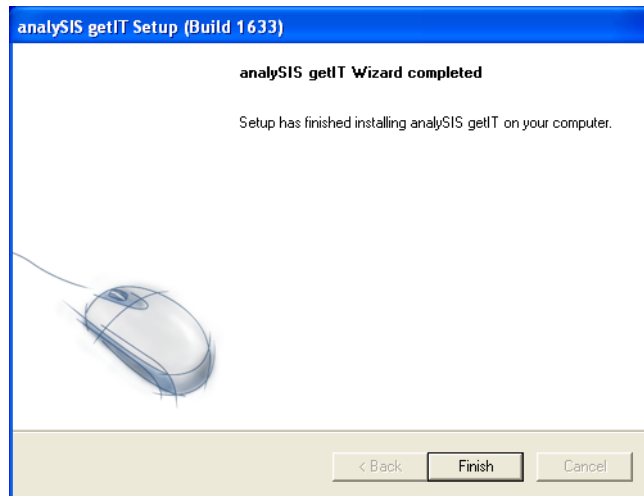 analySIS getIT Setup (Build 1633)
analySIS getIT Wizard completed
Setup has finished installing analySIS getIT on your computer.
< Back Finish Cancel